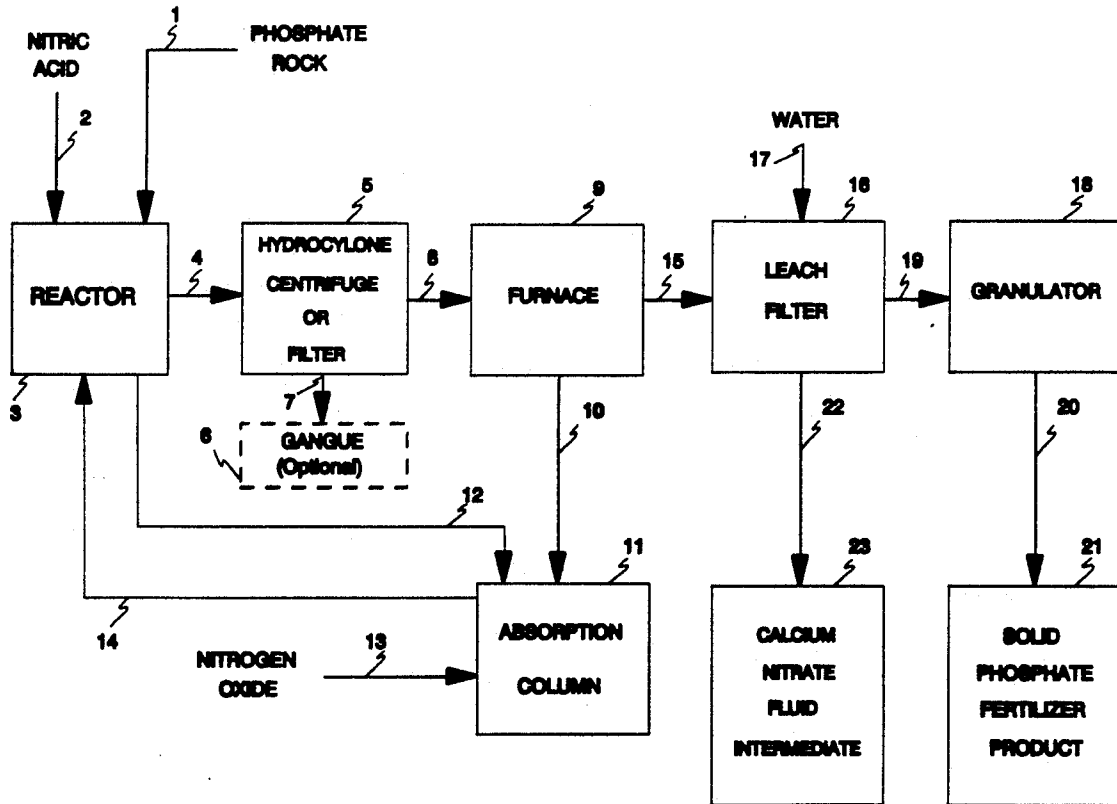 1
NITRIC
ACID
PHOSPHATE
ROCK
2
WATER
17
5
9
16
18
REACTOR
4
HYDROCYLONE
CENTRIFUGE
OR
FILTER
FURNACE
15
LEACH
FILTER
19
GRANULATOR
3
7
10
22
20
GANGUE
(Optional)
12
11
23
21
14
NITROGEN
OXIDE
13
ABSORPTION
COLUMN
CALCIUM
NITRATE
FLUID
INTERMEDIATE
SOLID
PHOSPHATE
FERTILIZER
PRODUCT